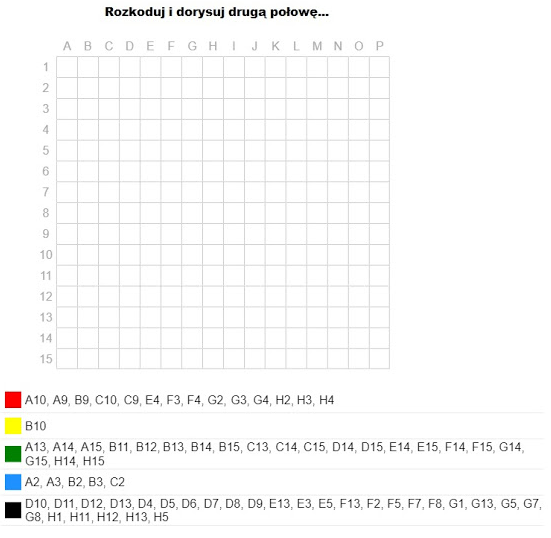 Rozkoduj i dorysuj drugą połowę...
A B C D E F G H I J K L M N O P
1
2
3
4
5
6
7
8
9
10
11
12
13
14
15
A10, A9, B9, C10, C9, E4, F3, F4, G2, G3, G4, H2, H3, H4
B10
A13, A14, A15, B11, B12, B13, B14, B15, C13, C14, C15, D14, D15, E14, E15, F14, F15, G14,
G15, H14, H15
A2, A3, B2, B3, C2
D10, D11, D12, D13, D4, D5, D6, D7, D8, D9, E13, E3, E5, F13, F2, F5, F7, F8, G1, G13, G5, G7,
G8, H1, H11, H12, H13, H5